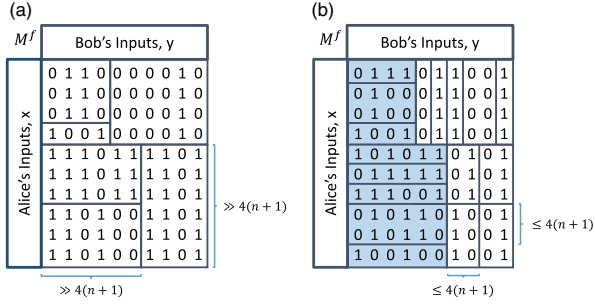 (a)
M^f
Bob's Inputs, y
Alice's Inputs, x
0 1 1 0 0 0 0 0 1 0
0 1 1 0 0 0 0 0 1 0
0 1 1 0 0 0 0 0 1 0
1 0 0 1 0 0 0 0 1 0
1 1 1 0 1 1 1 1 0 1
1 1 1 0 1 1 1 1 0 1
1 1 1 0 1 1 1 1 0 1
1 1 0 1 0 0 1 1 0 1
1 1 0 1 0 0 1 1 0 1
1 1 0 1 0 0 1 1 0 1
≫ 4(n + 1)
≫ 4(n + 1)
(b)
M^f
Bob's Inputs, y
Alice's Inputs, x
0 1 1 1 0 1 1 0 0 1
0 1 0 0 0 1 1 0 0 1
0 0 1 0 0 1 1 0 0 1
1 0 0 1 0 1 1 0 0 1
1 0 1 0 1 1 0 1 0 1
0 1 1 1 1 1 0 1 0 1
1 1 1 0 0 1 0 1 0 1
0 1 0 1 1 0 1 0 0 1
0 0 0 1 1 0 1 0 0 1
1 0 0 1 0 0 1 0 0 1
≤ 4(n + 1)
≤ 4(n + 1)